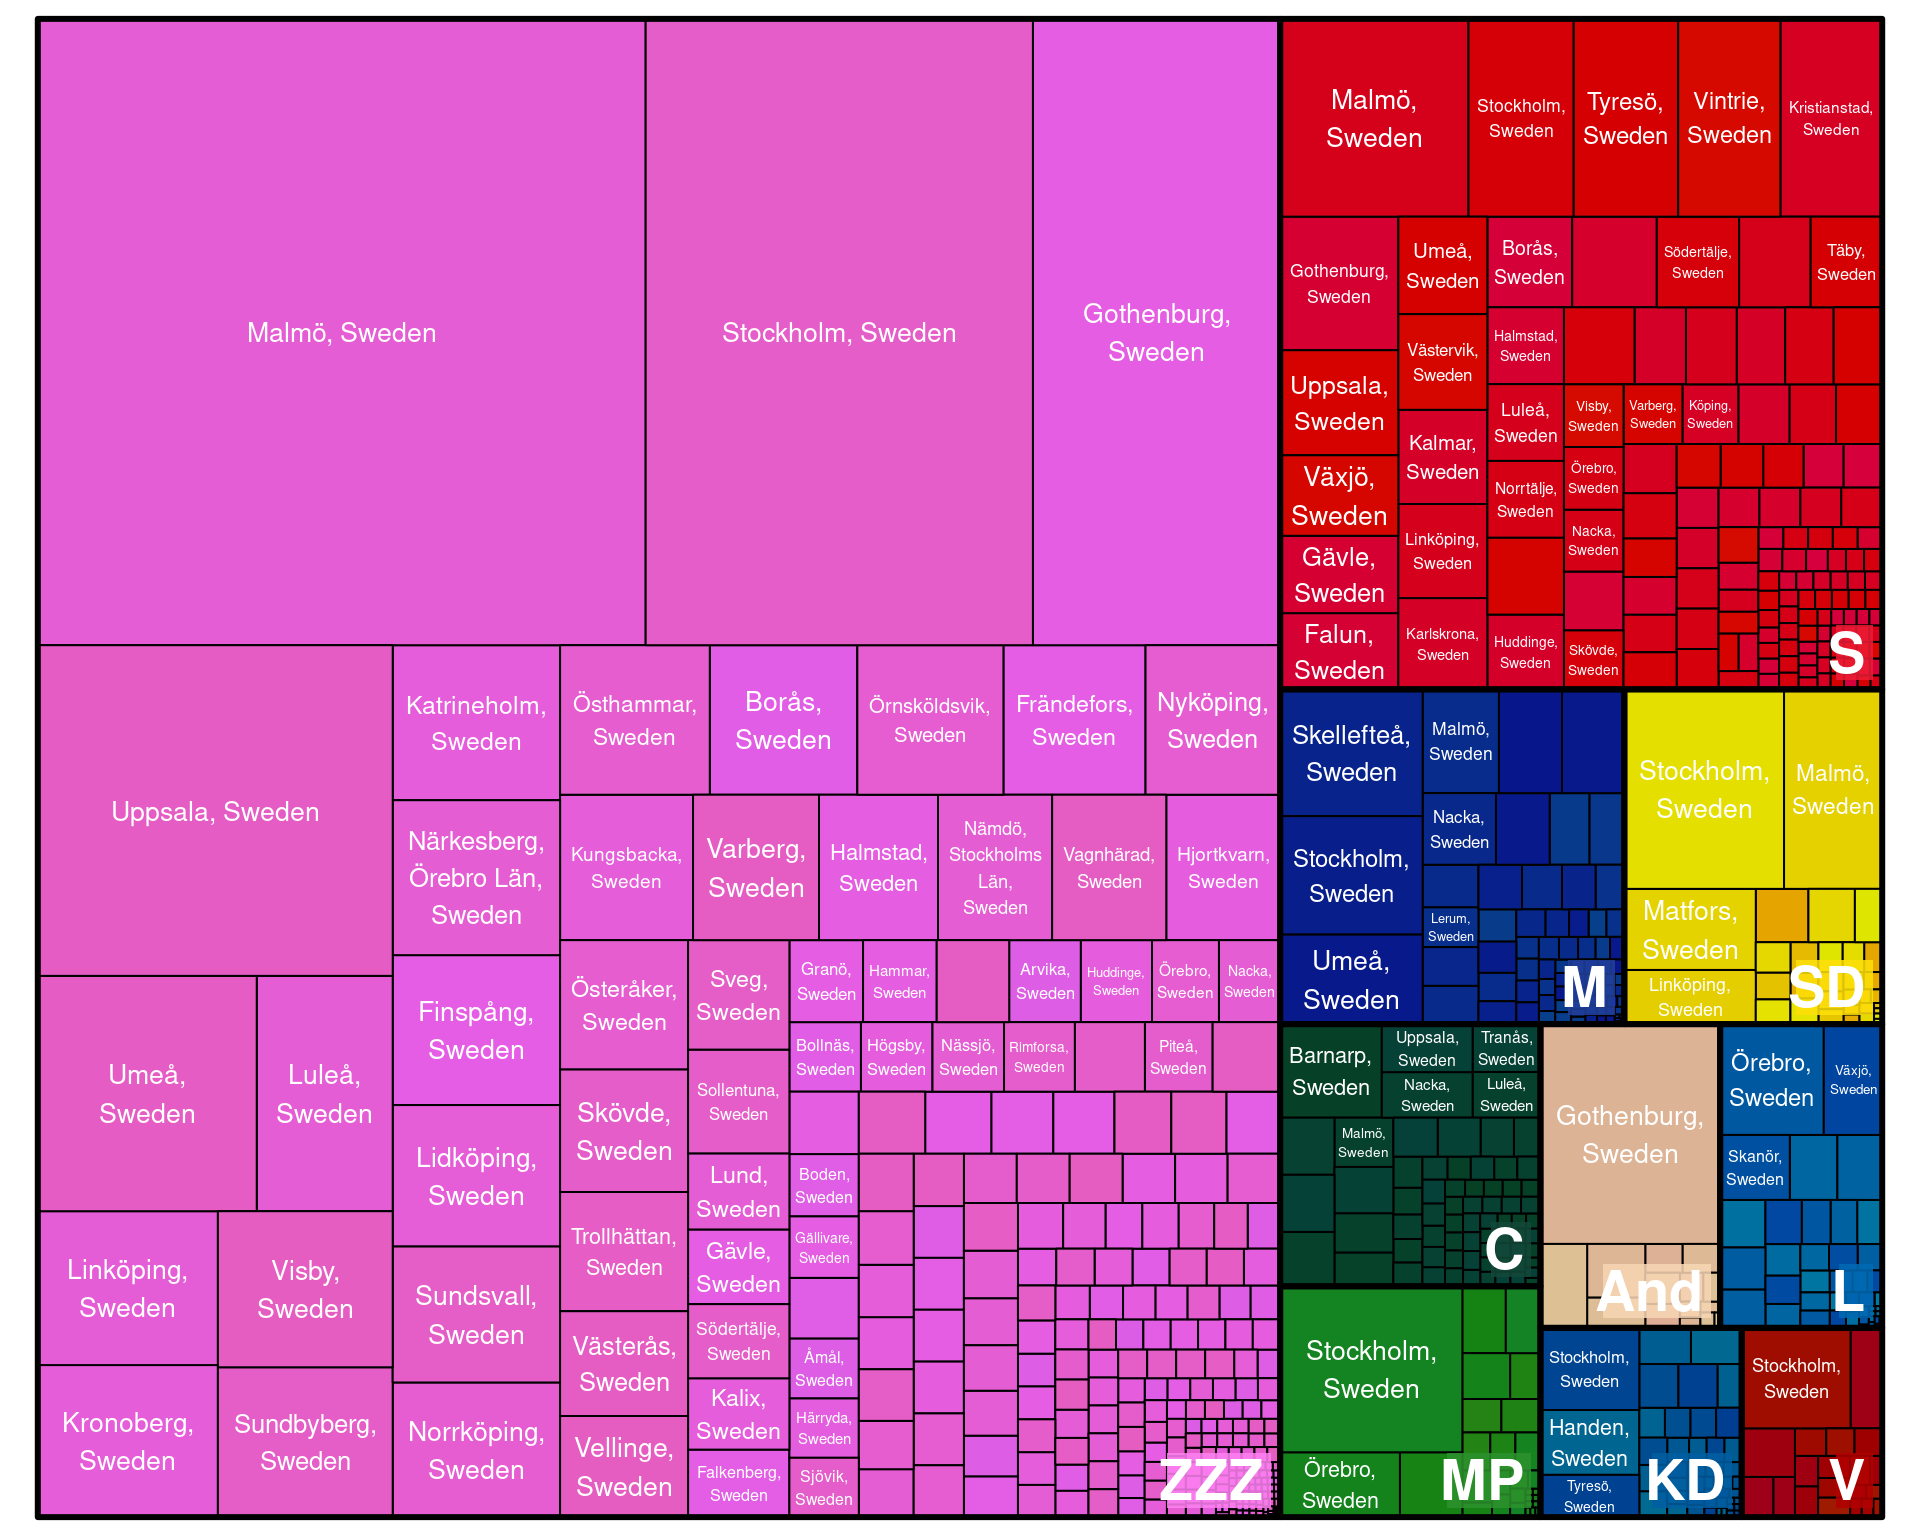 Malmö, Sweden
Stockholm, Sweden
Gothenburg,
Sweden
Uppsala, Sweden
Umeå,
Sweden
Luleå,
Sweden
Linköping,
Sweden
Visby,
Sweden
Kronoberg,
Sweden
Sundbyberg,
Sweden
Katrineholm,
Sweden
Närkesberg,
Örebro Län,
Sweden
Finspång,
Sweden
Lidköping,
Sweden
Sundsvall,
Sweden
Norrköping,
Sweden
Östhammar,
Sweden
Borås,
Sweden
Örnsköldsvik,
Sweden
Frändefors,
Sweden
Nyköping,
Sweden
Kungsbacka,
Sweden
Varberg,
Sweden
Halmstad,
Sweden
Nämdö,
Stockholms
Län,
Sweden
Vagnhärad,
Sweden
Hjortkvarn,
Sweden
Österåker,
Sweden
Skövde,
Sweden
Trollhättan,
Sweden
Västerås,
Sweden
Vellinge,
Sweden
Sveg,
Sweden
Sollentuna,
Sweden
Lund,
Sweden
Gävle,
Sweden
Södertälje,
Sweden
Kalix,
Sweden
Falkenberg,
Sweden
Granö,
Sweden
Hammar,
Sweden
Arvika,
Sweden
Huddinge,
Sweden
Örebro,
Sweden
Nacka,
Sweden
Bollnäs,
Sweden
Högsby,
Sweden
Nässjö,
Sweden
Rimforsa,
Sweden
Piteå,
Sweden
Boden,
Sweden
Gällivare,
Sweden
Åmål,
Sweden
Härryda,
Sweden
Sjövik,
Sweden
ZZZ
Malmö,
Sweden
Stockholm,
Sweden
Tyresö,
Sweden
Vintrie,
Sweden
Kristianstad,
Sweden
Gothenburg,
Sweden
Uppsala,
Sweden
Växjö,
Sweden
Gävle,
Sweden
Falun,
Sweden
Umeå,
Sweden
Västervik,
Sweden
Kalmar,
Sweden
Linköping,
Sweden
Karlskrona,
Sweden
Borås,
Sweden
Södertälje,
Sweden
Täby,
Sweden
Halmstad,
Sweden
Luleå,
Sweden
Norrtälje,
Sweden
Huddinge,
Sweden
Visby,
Sweden
Varberg,
Sweden
Köping,
Sweden
Örebro,
Sweden
Nacka,
Sweden
Skövde,
Sweden
S
Skellefteå,
Sweden
Stockholm,
Sweden
Umeå,
Sweden
Malmö,
Sweden
Nacka,
Sweden
Lerum,
Sweden
M
Stockholm,
Sweden
Malmö,
Sweden
Matfors,
Sweden
Linköping,
Sweden
SD
Barnarp,
Sweden
Uppsala,
Sweden
Tranås,
Sweden
Nacka,
Sweden
Luleå,
Sweden
Malmö,
Sweden
C
Gothenburg,
Sweden
And
Örebro,
Sweden
Växjö,
Sweden
Skanör,
Sweden
L
Stockholm,
Sweden
Örebro,
Sweden
MP
Stockholm,
Sweden
Handen,
Sweden
Tyresö,
Sweden
KD
Stockholm,
Sweden
V